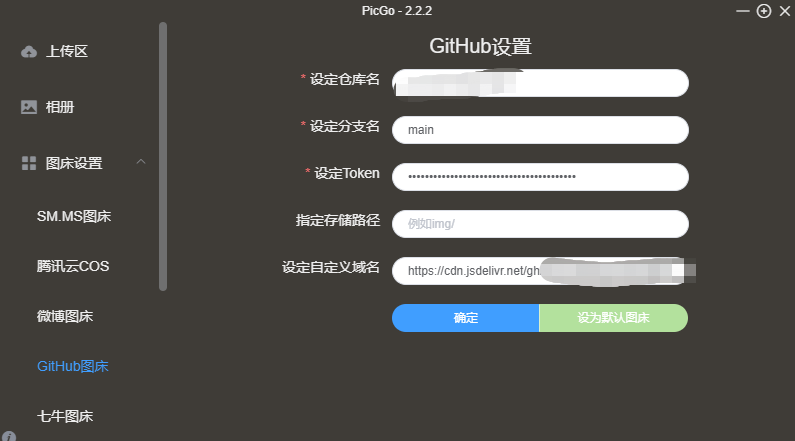 PicGo - 2.2.2
上传区
相册
图床设置
SM.MS图床
腾讯云COS
微博图床
GitHub图床
七牛图床
GitHub设置
* 设定仓库名
* 设定分支名
main
* 设定Token
指定存储路径
例如img/
设定自定义域名
https://cdn.jsdelivr.net/gh
确定
设为默认图床